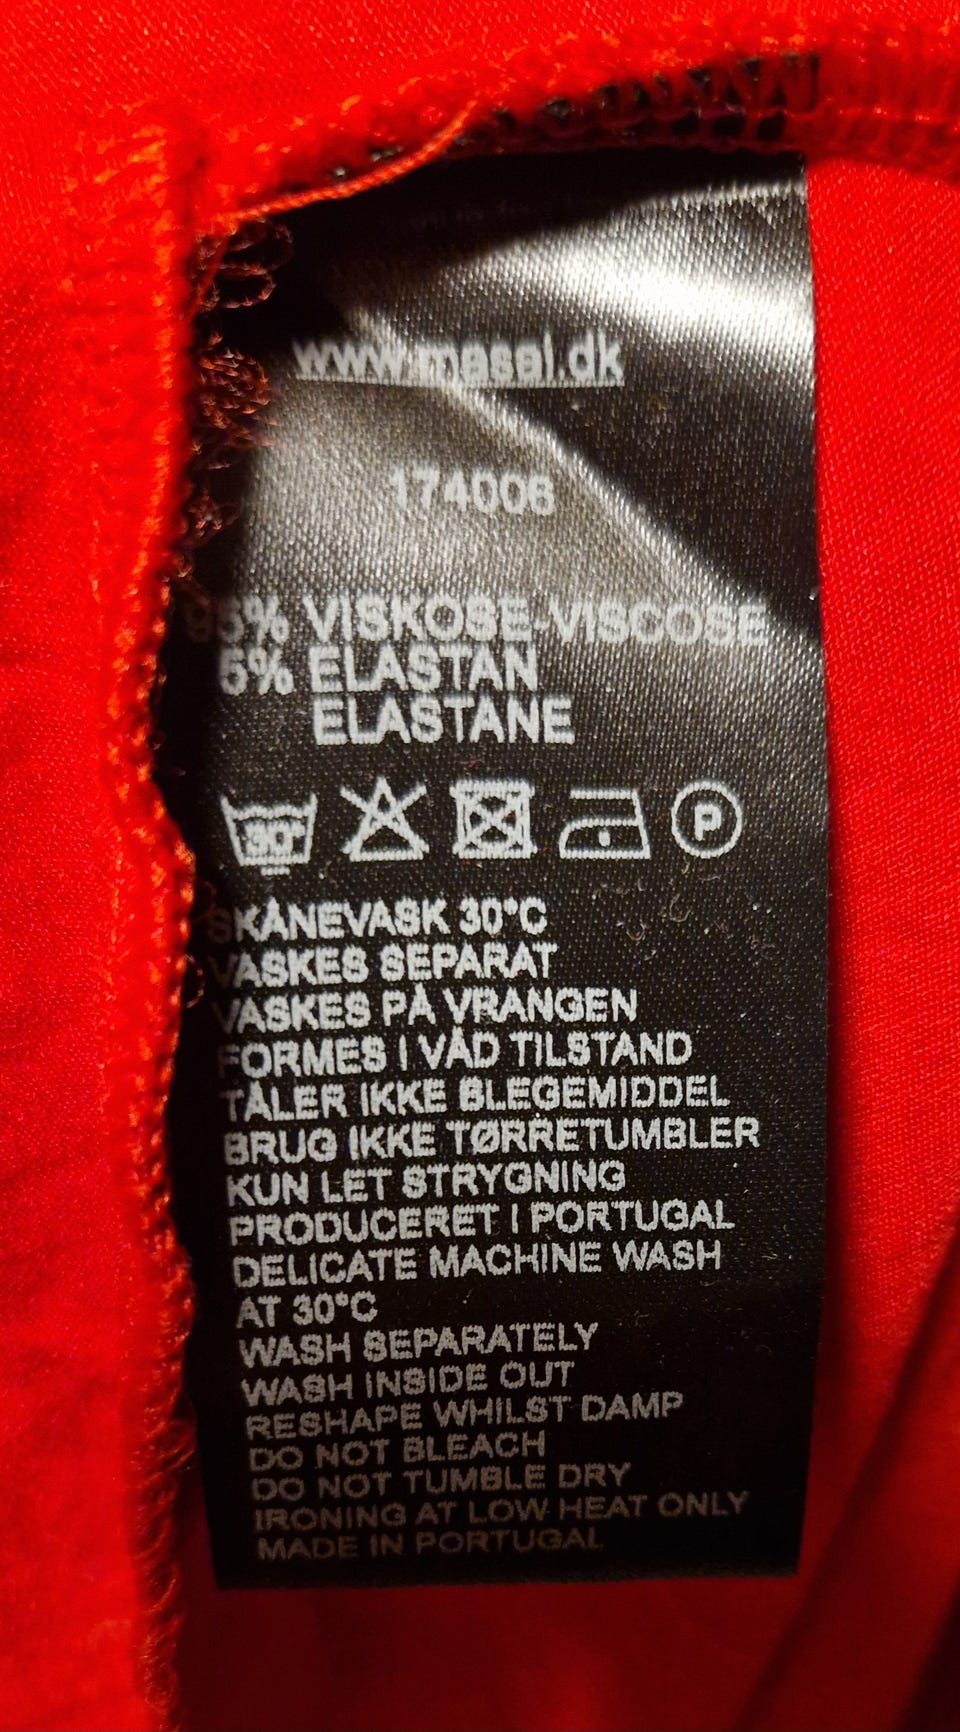 www.masai.dk
174006
95% VISKOSE-VISCOSE
5% ELASTAN
ELASTANE
30°
P
SKÅNEVASK 30°C
VASKES SEPARAT
VASKES PÅ VRANGEN
FORMES I VÅD TILSTAND
TÅLER IKKE BLEGEMIDDEL
BRUG IKKE TØRRETUMBLER
KUN LET STRYGNING
PRODUCERET I PORTUGAL
DELICATE MACHINE WASH
AT 30°C
WASH SEPARATELY
WASH INSIDE OUT
RESHAPE WHILST DAMP
DO NOT BLEACH
DO NOT TUMBLE DRY
IRONING AT LOW HEAT ONLY
MADE IN PORTUGAL